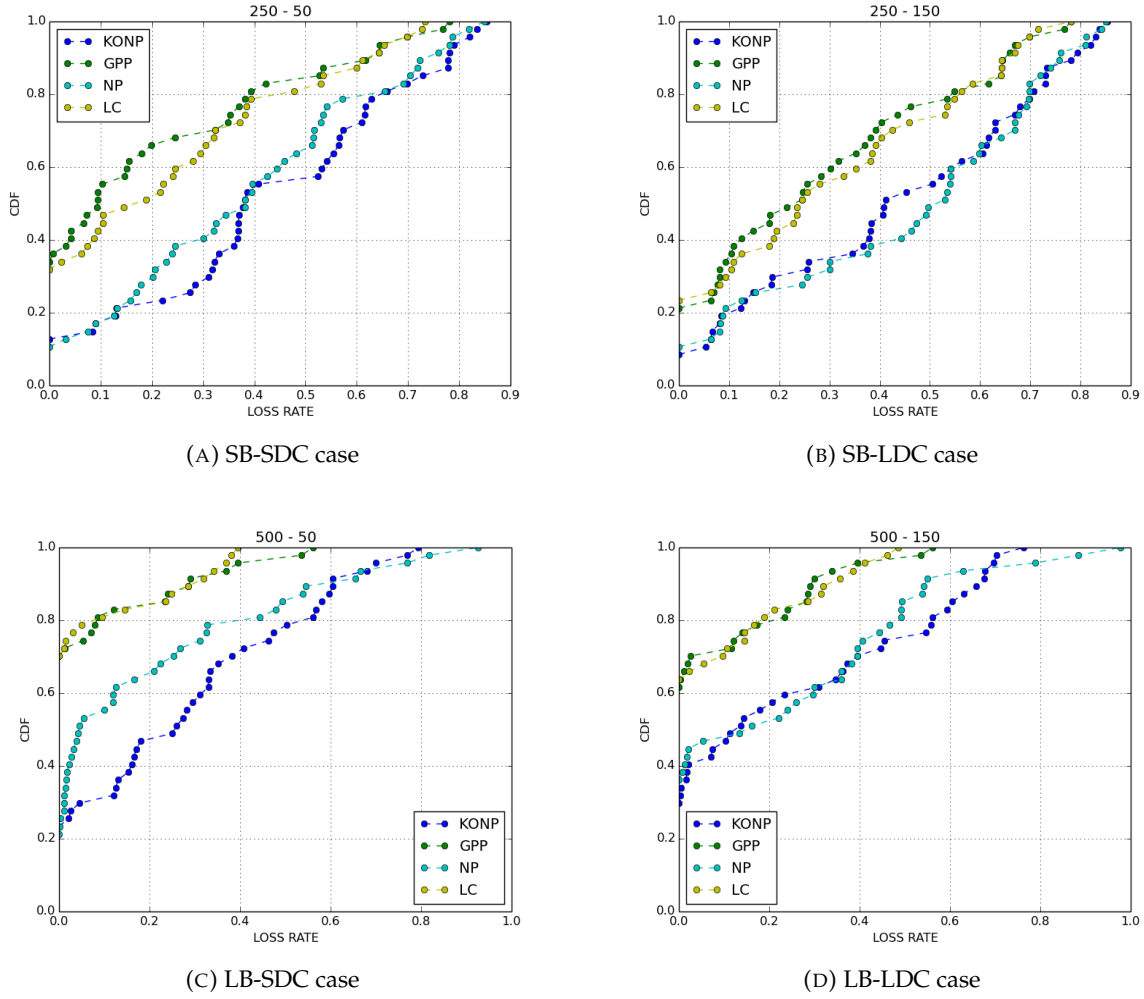 250 - 50
1.0
0.8
0.6
0.4
0.2
0.0
CDF
KONP
GPP
NP
LC
0.0 0.1 0.2 0.3 0.4 0.5 0.6 0.7 0.8 0.9
LOSS RATE
(A) SB-SDC case
250 - 150
1.0
0.8
0.6
0.4
0.2
0.0
CDF
KONP
GPP
NP
LC
0.0 0.1 0.2 0.3 0.4 0.5 0.6 0.7 0.8 0.9
LOSS RATE
(B) SB-LDC case
500 - 50
1.0
0.8
0.6
0.4
0.2
0.0
CDF
KONP
GPP
NP
LC
0.0 0.2 0.4 0.6 0.8 1.0
LOSS RATE
(C) LB-SDC case
500 - 150
1.0
0.8
0.6
0.4
0.2
0.0
CDF
KONP
GPP
NP
LC
0.0 0.2 0.4 0.6 0.8 1.0
LOSS RATE
(D) LB-LDC case